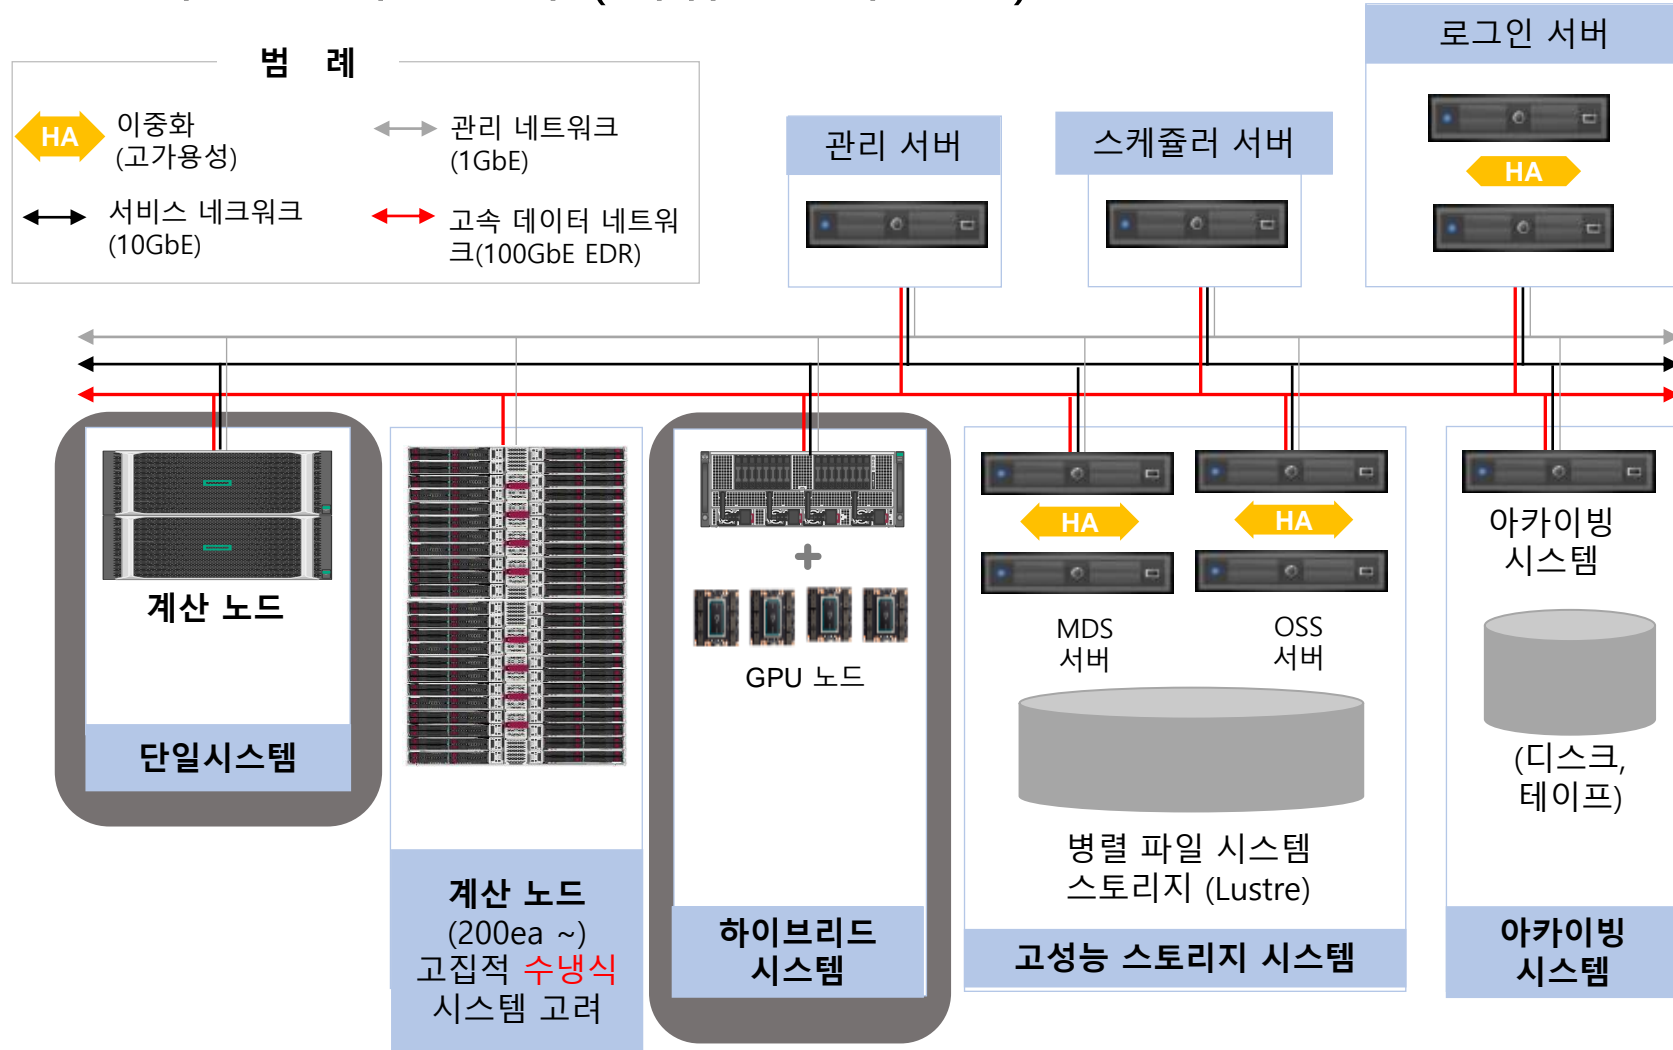 범 례
HA
이중화
(고가용성)
관리 네트워크
(1GbE)
서비스 네크워크
(10GbE)
고속 데이터 네트워
크(100GbE EDR)
관리 서버
스케쥴러 서버
로그인 서버
HA
계산 노드
단일시스템
계산 노드
(200ea ~)
고집적 수냉식
시스템 고려
GPU 노드
하이브리드
시스템
HA
HA
MDS
서버
OSS
서버
병렬 파일 시스템
스토리지 (Lustre)
고성능 스토리지 시스템
아카이빙
시스템
(디스크,
테이프)
아카이빙
시스템